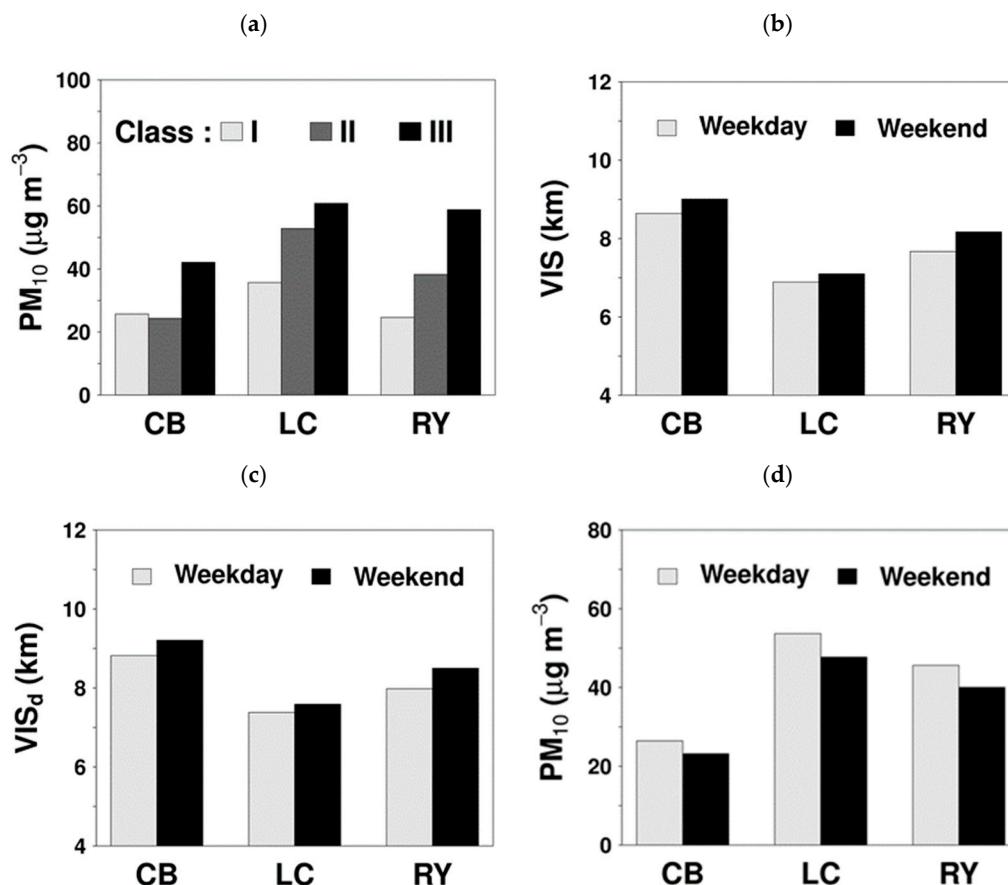 (a)
100
80
60
40
20
0
PM₁₀ (μg m⁻³)
Class : I II III
CB LC RY
(b)
12
10
8
6
4
VIS (km)
Weekday Weekend
CB LC RY
(c)
12
10
8
6
4
VIS_d (km)
Weekday Weekend
CB LC RY
(d)
80
60
40
20
0
PM₁₀ (μg m⁻³)
Weekday Weekend
CB LC RY